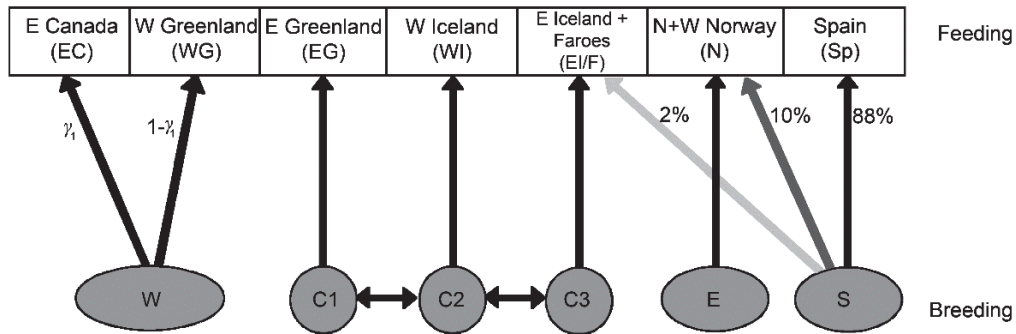 E Canada
(EC)
W Greenland
(WG)
E Greenland
(EG)
W Iceland
(WI)
E Iceland +
Faroes
(EI/F)
N+W Norway
(N)
Spain
(Sp)
Feeding
γ1
1-γ1
2%
10%
88%
W
C1
C2
C3
E
S
Breeding